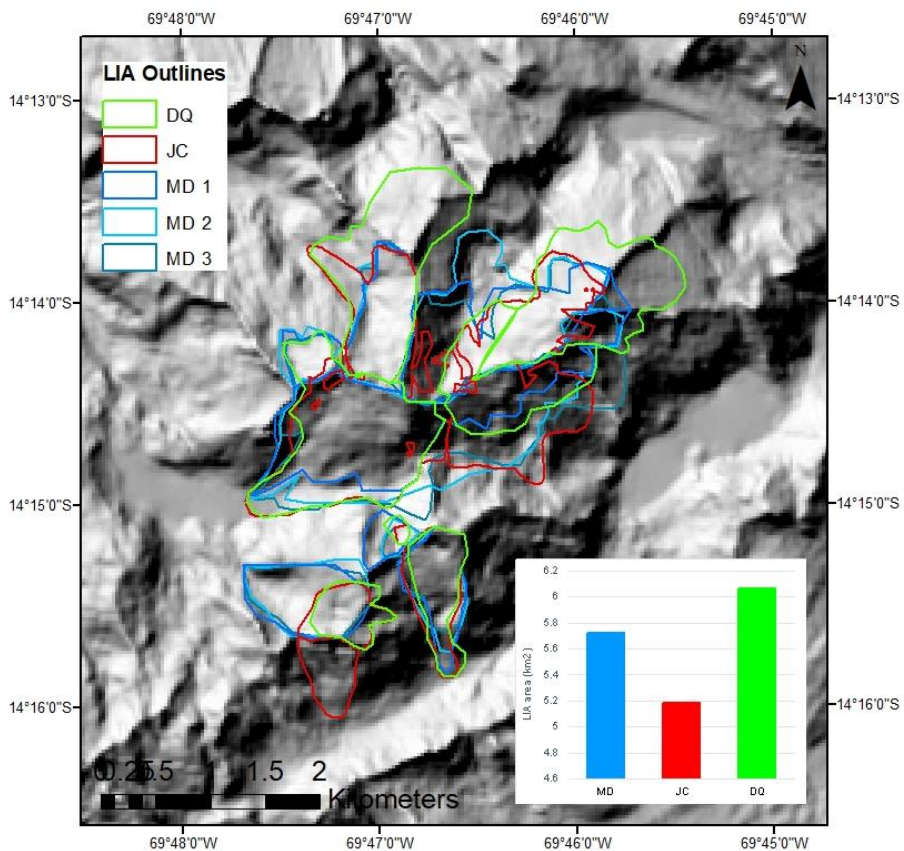 69°48'0"W 69°47'0"W 69°46'0"W 69°45'0"W
N
LIA Outlines
DQ
JC
MD 1
MD 2
MD 3
14°13'0"S 14°13'0"S
14°14'0"S 14°14'0"S
14°15'0"S 14°15'0"S
14°16'0"S 14°16'0"S
6.2
6
5.8
5.6
5.4
5.2
5
4.8
4.6
LIA area (km2)
MD JC DQ
1 1.5 2
Kilometers
69°48'0"W 69°47'0"W 69°46'0"W 69°45'0"W